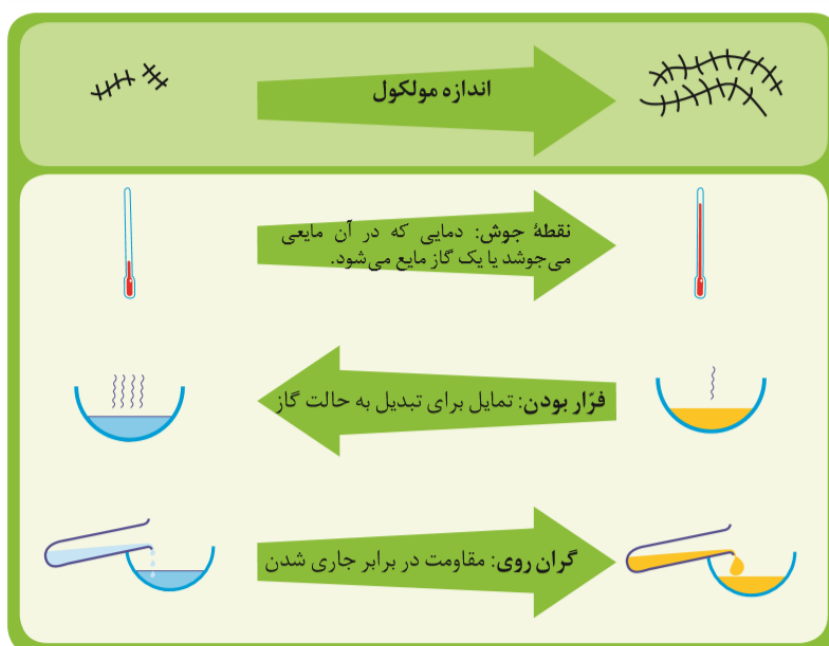 اندازه مولکول
نقطهٔ جوش: دمایی که در آن مایعی
می‌جوشد یا یک گاز مایع می‌شود.
فرّار بودن: تمایل برای تبدیل به حالت گاز
گران روی: مقاومت در برابر جاری شدن